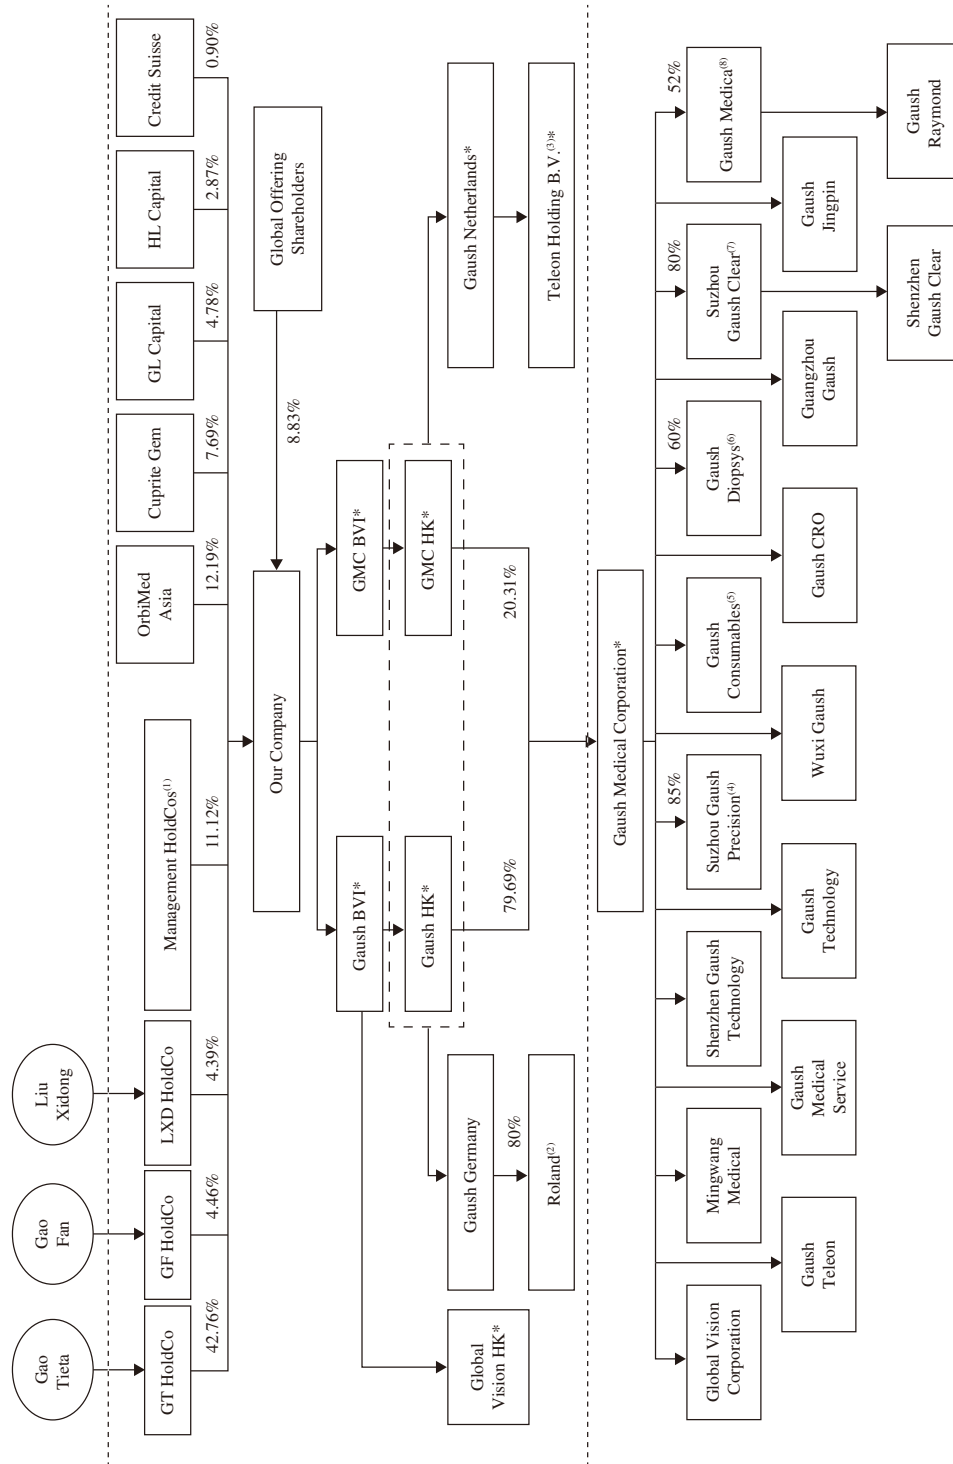 Gao
Tieta
Gao
Fan
Liu
Xidong
GT HoldCo
GF HoldCo
LXD HoldCo
Management HoldCos(1)
OrbiMed
Asia
Cuprite Gem
GL Capital
HL Capital
Credit Suisse
42.76%
4.46%
4.39%
11.12%
12.19%
7.69%
4.78%
2.87%
0.90%
Our Company
Global Offering
Shareholders
8.83%
Gaush BVI*
GMC BVI*
Gaush HK*
GMC HK*
Global
Vision HK*
Gaush Germany
Gaush Netherlands*
80%
79.69%
20.31%
Roland(2)
Teleon Holding B.V.(3)*
Gaush Medical Corporation*
85%
60%
80%
52%
Global Vision
Corporation
Mingwang
Medical
Shenzhen Gaush
Technology
Suzhou Gaush
Precision(4)
Gaush
Consumables(5)
Gaush
Diopsys(6)
Suzhou
Gaush Clear(7)
Gaush Medica(8)
Gaush
Teleon
Gaush
Medical
Service
Gaush
Technology
Wuxi Gaush
Gaush CRO
Guangzhou
Gaush
Gaush
Jingpin
Shenzhen
Gaush Clear
Gaush
Raymond